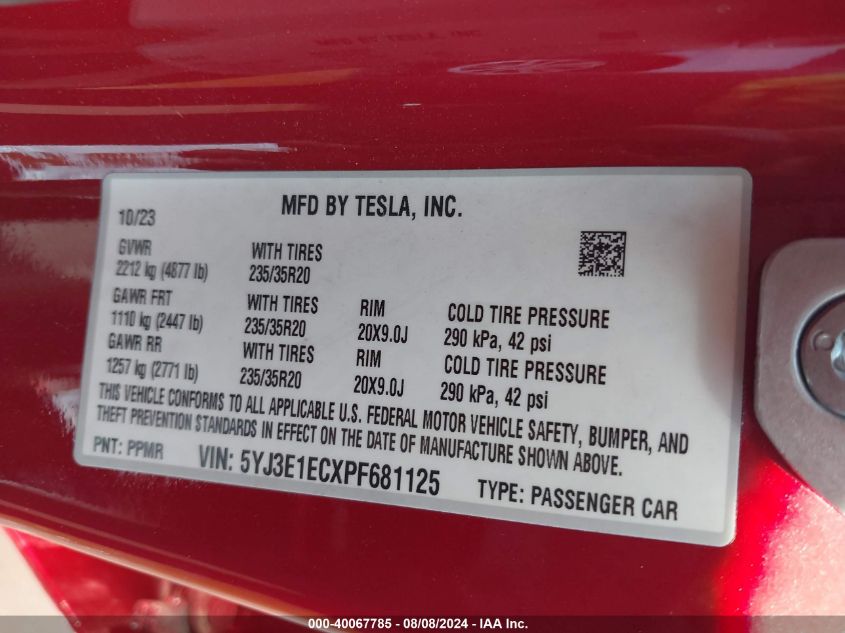 MFD BY TESLA, INC.
10/23
GVWR
2212 kg (4877 lb)
WITH TIRES
235/35R20
GAWR FRT
1110 kg (2447 lb)
WITH TIRES
235/35R20
RIM
20X9.0J
COLD TIRE PRESSURE
290 kPa, 42 psi
GAWR RR
1257 kg (2771 lb)
WITH TIRES
235/35R20
RIM
20X9.0J
COLD TIRE PRESSURE
290 kPa, 42 psi
THIS VEHICLE CONFORMS TO ALL APPLICABLE U.S. FEDERAL MOTOR VEHICLE SAFETY, BUMPER, AND
THEFT PREVENTION STANDARDS IN EFFECT ON THE DATE OF MANUFACTURE SHOWN ABOVE.
PNT: PPMR VIN: 5YJ3E1ECXPF681125 TYPE: PASSENGER CAR
000-40067785 - 08/08/2024 - IAA Inc.